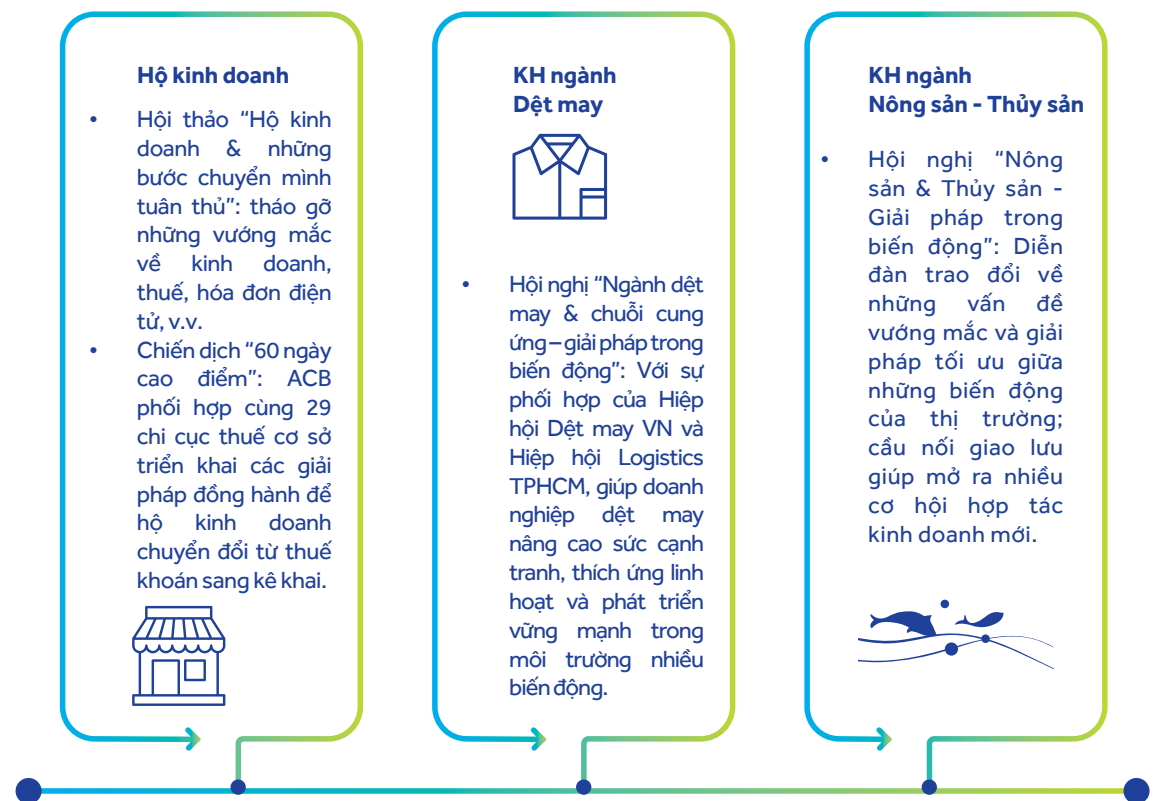 Hộ kinh doanh
• Hội thảo “Hộ kinh
doanh & những
bước chuyển mình
tuân thủ”: tháo gỡ
những vướng mắc
về kinh doanh,
thuế, hóa đơn điện
tử, v.v.
• Chiến dịch “60 ngày
cao điểm”: ACB
phối hợp cùng 29
chi cục thuế cơ sở
triển khai các giải
pháp đồng hành để
hộ kinh doanh
chuyển đổi từ thuế
khoán sang kê khai.
KH ngành
Dệt may
• Hội nghị “Ngành dệt
may & chuỗi cung
ứng – giải pháp trong
biến động”: Với sự
phối hợp của Hiệp
hội Dệt may VN và
Hiệp hội Logistics
TPHCM, giúp doanh
nghiệp dệt may
nâng cao sức cạnh
tranh, thích ứng linh
hoạt và phát triển
vững mạnh trong
môi trường nhiều
biến động.
KH ngành
Nông sản - Thủy sản
• Hội nghị “Nông
sản & Thủy sản -
Giải pháp trong
biến động”: Diễn
đàn trao đổi về
những vấn đề
vướng mắc và giải
pháp tối ưu giữa
những biến động
của thị trường;
cầu nối giao lưu
giúp mở ra nhiều
cơ hội hợp tác
kinh doanh mới.